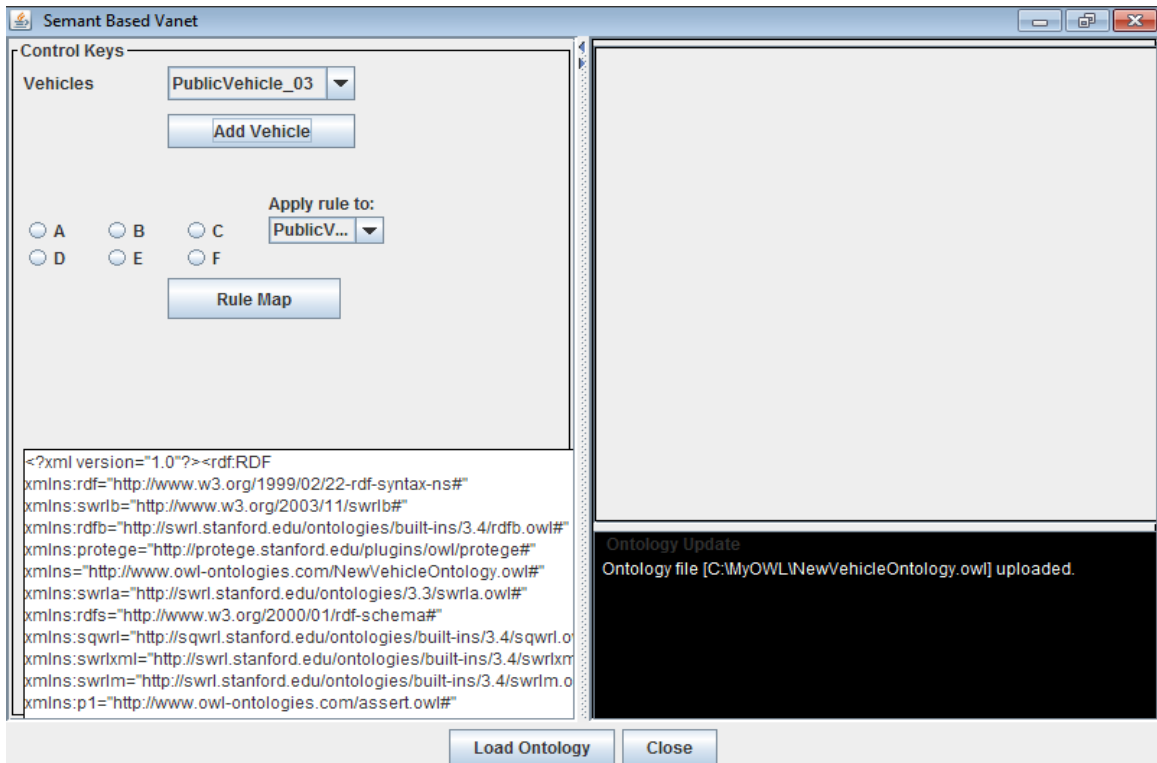 Semant Based Vanet
Control Keys
Vehicles PublicVehicle_03
Add Vehicle
Apply rule to:
A B C PublicV...
D E F
Rule Map
<?xml version="1.0"?><rdf:RDF
xmlns:rdf="http://www.w3.org/1999/02/22-rdf-syntax-ns#"
xmlns:swrlb="http://www.w3.org/2003/11/swrlb#"
xmlns:rdfb="http://swrl.stanford.edu/ontologies/built-ins/3.4/rdfb.owl#"
xmlns:protege="http://protege.stanford.edu/plugins/owl/protege#"
xmlns="http://www.owl-ontologies.com/NewVehicleOntology.owl#"
xmlns:swrla="http://swrl.stanford.edu/ontologies/3.3/swrla.owl#"
xmlns:rdfs="http://www.w3.org/2000/01/rdf-schema#"
xmlns:sqwrl="http://sqwrl.stanford.edu/ontologies/built-ins/3.4/sqwrl.o
xmlns:swrlxml="http://swrl.stanford.edu/ontologies/built-ins/3.4/swrlxm
xmlns:swrlm="http://swrl.stanford.edu/ontologies/built-ins/3.4/swrlm.o
xmlns:p1="http://www.owl-ontologies.com/assert.owl#"
Ontology Update
Ontology file [C:\MyOWL\NewVehicleOntology.owl] uploaded.
Load Ontology Close